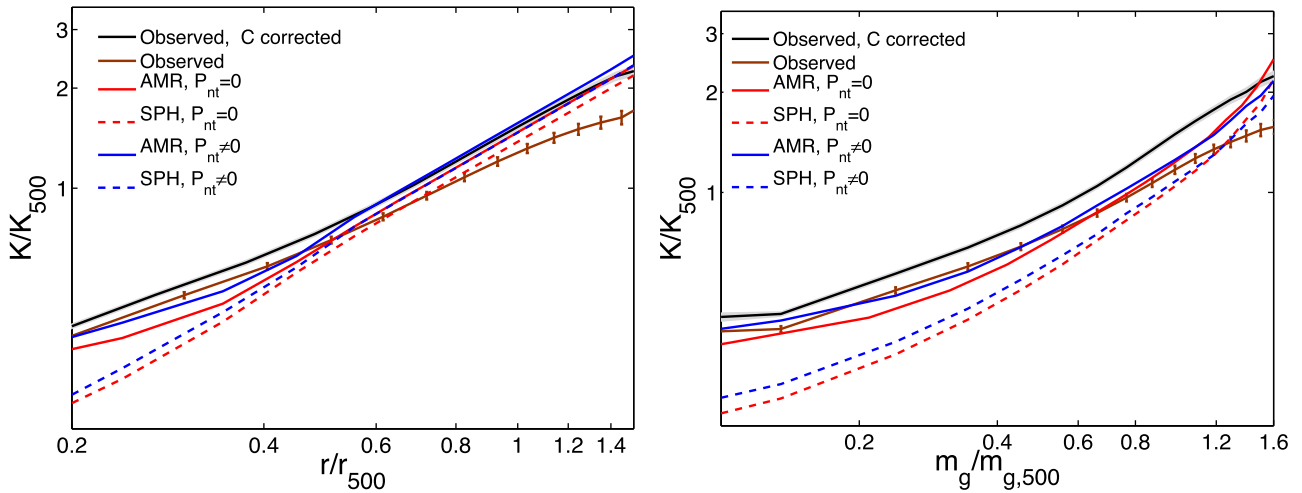 3
2
1
K/K500
Observed, C corrected
Observed
AMR, Pnt=0
SPH, Pnt=0
AMR, Pnt≠0
SPH, Pnt≠0
0.2 0.4 0.6 0.8 1 1.2 1.4
r/r500
3
2
1
K/K500
Observed, C corrected
Observed
AMR, Pnt=0
SPH, Pnt=0
AMR, Pnt≠0
SPH, Pnt≠0
0.2 0.4 0.6 0.8 1.2 1.6
mg/mg,500